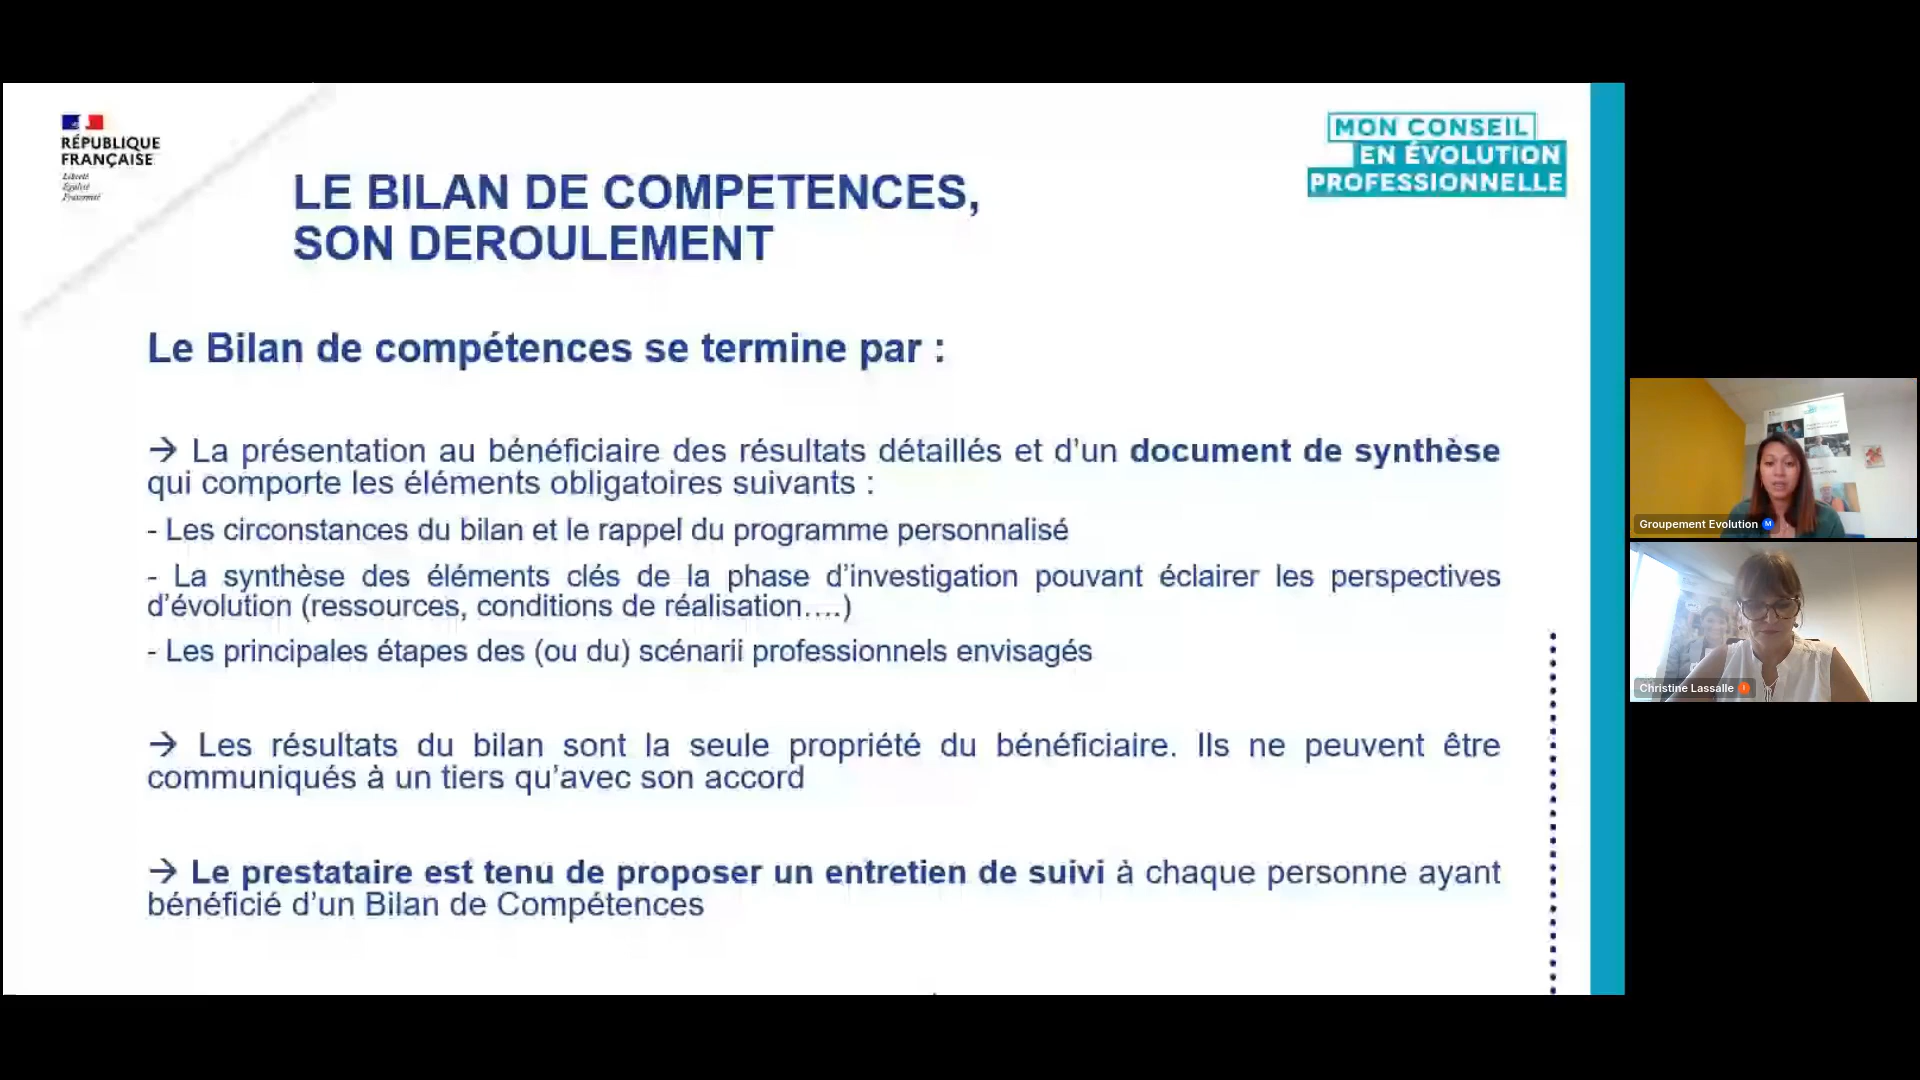 RÉPUBLIQUE
FRANÇAISE
Liberté
Égalité
Fraternité
MON CONSEIL
EN ÉVOLUTION
PROFESSIONNELLE
LE BILAN DE COMPETENCES,
SON DEROULEMENT
Le Bilan de compétences se termine par :
→ La présentation au bénéficiaire des résultats détaillés et d’un document de synthèse
qui comporte les éléments obligatoires suivants :
- Les circonstances du bilan et le rappel du programme personnalisé
- La synthèse des éléments clés de la phase d’investigation pouvant éclairer les perspectives
d’évolution (ressources, conditions de réalisation….)
- Les principales étapes des (ou du) scénarii professionnels envisagés
→ Les résultats du bilan sont la seule propriété du bénéficiaire. Ils ne peuvent être
communiqués à un tiers qu’avec son accord
→ Le prestataire est tenu de proposer un entretien de suivi à chaque personne ayant
bénéficié d’un Bilan de Compétences
Groupement Evolution M
Christine Lassalle